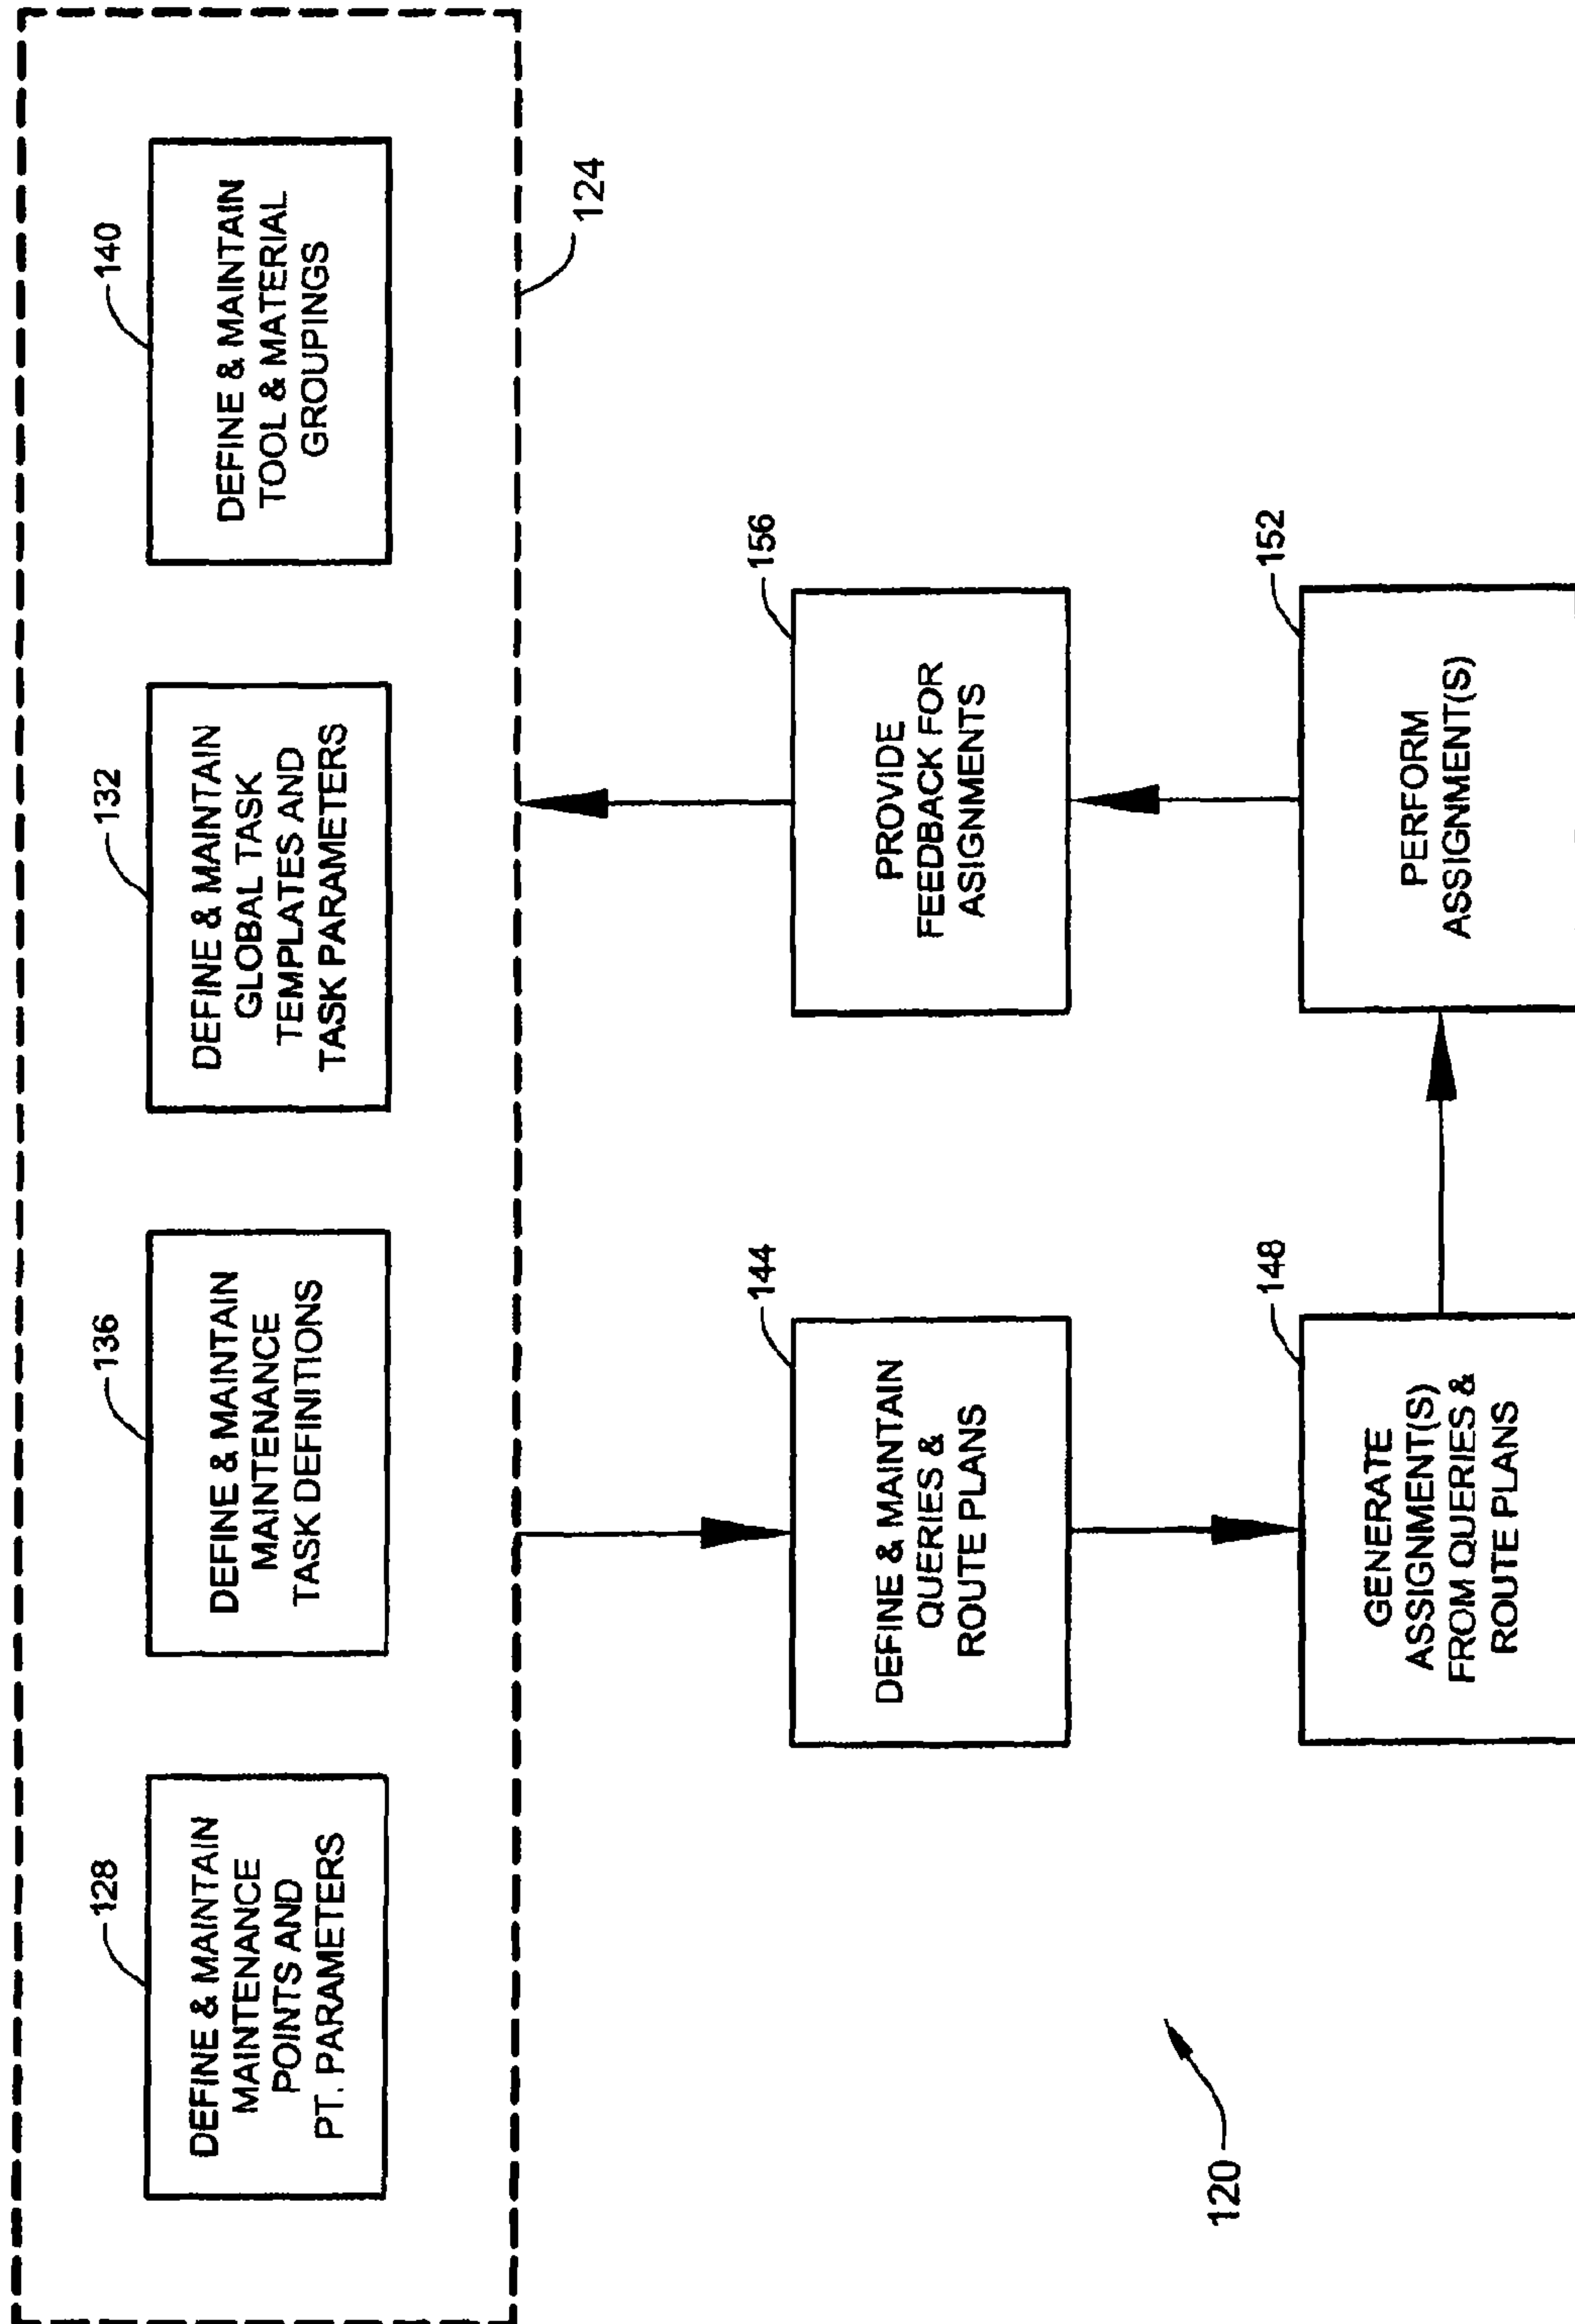 128
DEFINE & MAINTAIN
MAINTENANCE
POINTS AND
PT. PARAMETERS
136
DEFINE & MAINTAIN
MAINTENANCE
TASK DEFINITIONS
132
DEFINE & MAINTAIN
GLOBAL TASK
TEMPLATES AND
TASK PARAMETERS
140
DEFINE & MAINTAIN
TOOL & MATERIAL
GROUPINGS
124
144
DEFINE & MAINTAIN
QUERIES &
ROUTE PLANS
156
PROVIDE
FEEDBACK FOR
ASIGNMENTS
148
GENERATE
ASSIGNMENT(S)
FROM QUERIES &
ROUTE PLANS
152
PERFORM
ASSIGNMENT(S)
120